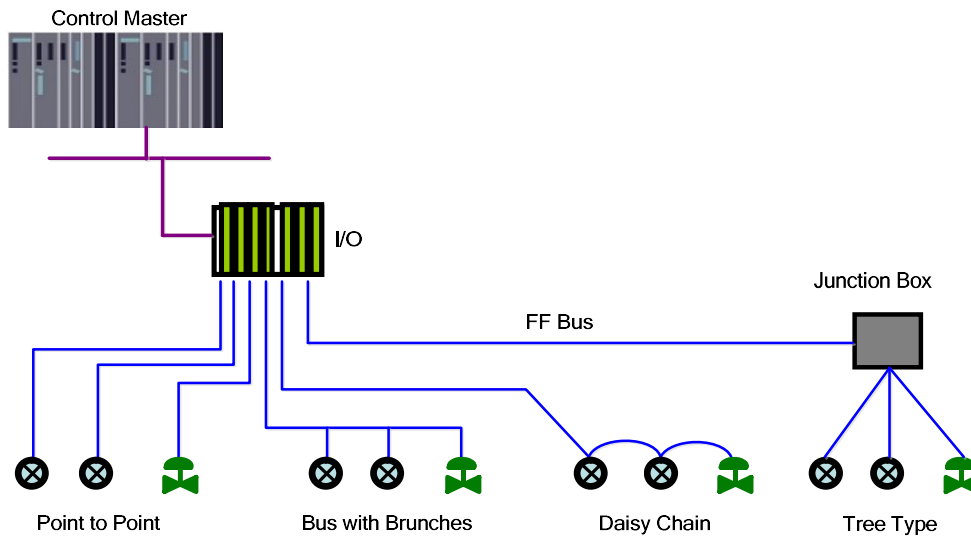 Control Master
I/O
Junction Box
FF Bus
Point to Point
Bus with Brunches
Daisy Chain
Tree Type